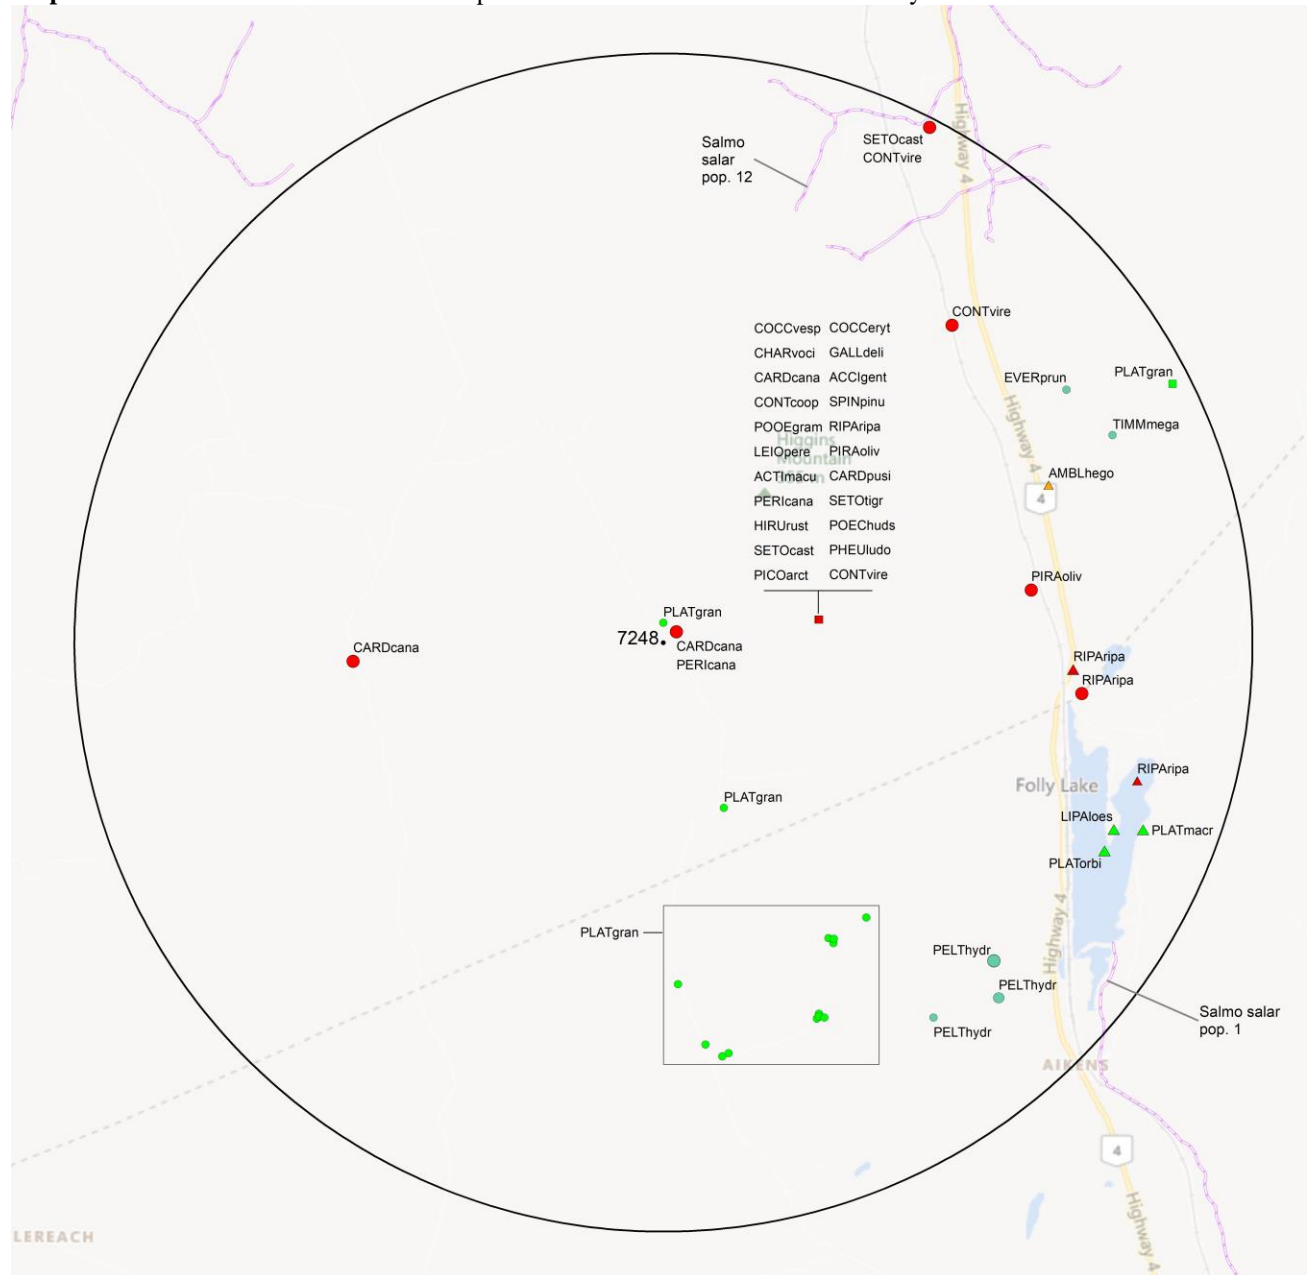 Salmo
salar
pop. 12
SETOcast
CONTvire
Highway 4
CONTvire
COCCvesp COCCeryt
CHARvoci GALLdeli
CARDcana ACCIgent
CONTcoop SPINpinu
POOEgram RIPAripa
Higgins
LEIOpere PIRAoliv
Mountain
ACTImacu CARDpusi
PERIcana SETOtigr
HIRUrust POEChuds
SETOcast PHEUludo
PICOarct CONTvire
EVERprun
PLATgran
TIMMmega
Highway 4
AMBLhego
4
PIRAoliv
PLATgran
7248
CARDcana
PERIcana
CARDcana
RIPAripa
RIPAripa
RIPAripa
Folly Lake
PLATgran
LIPAloes
PLATmacr
PLATorbi
Highway 4
PLATgran
PELThydr
PELThydr
PELThydr
Salmo salar
pop. 1
AIKENS
4
Highway 4
LEREACH